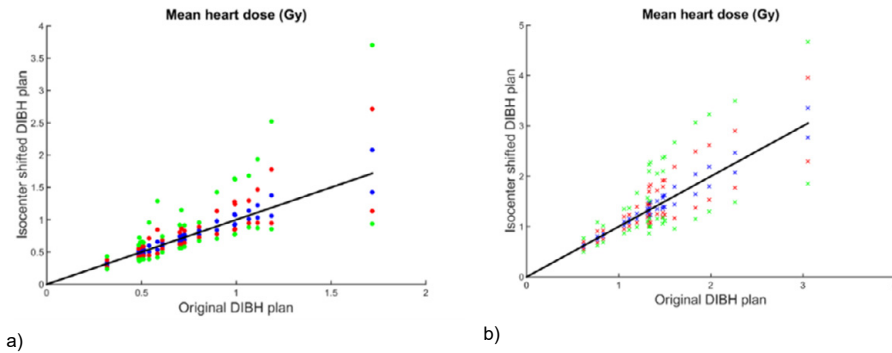 Mean heart dose (Gy)
Isocenter shifted DIBH plan
4
3.5
3
2.5
2
1.5
1
0.5
0
0 0.5 1 1.5 2
Original DIBH plan
a)
Mean heart dose (Gy)
Isocenter shifted DIBH plan
5
4
3
2
1
0
0 1 2 3
Original DIBH plan
b)